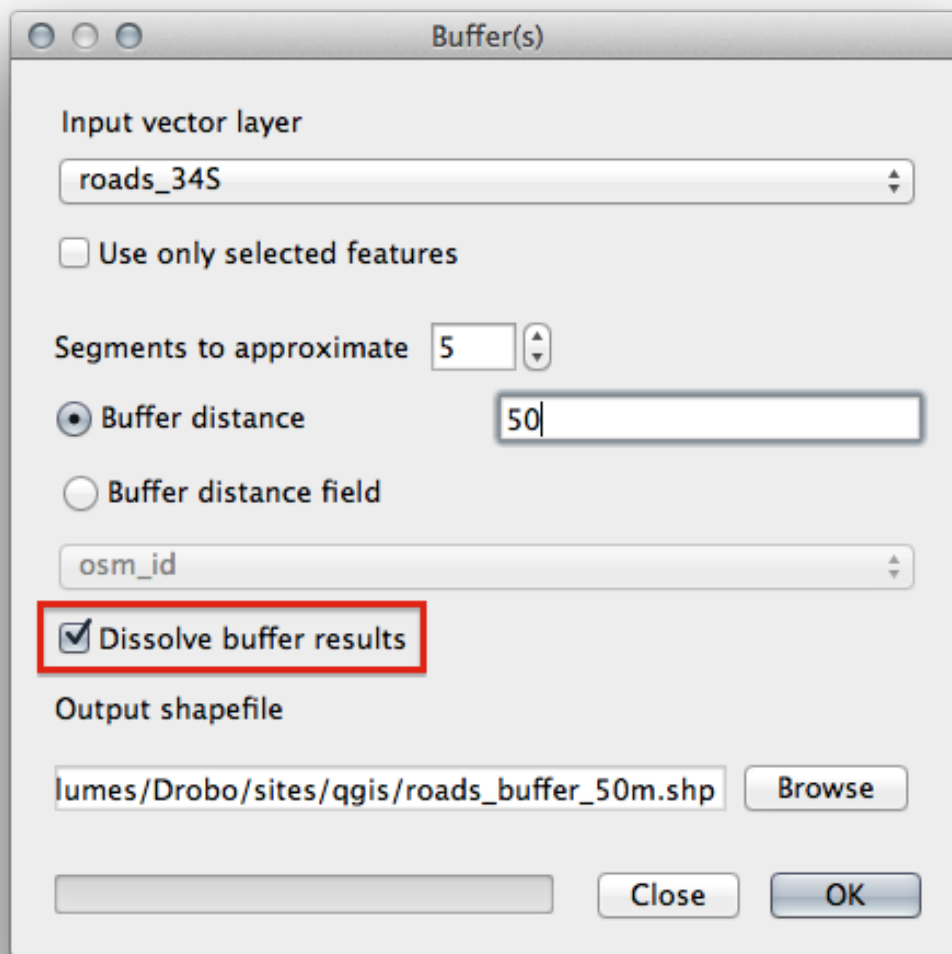 Buffer(s)
Input vector layer
roads_34S
Use only selected features
Segments to approximate 5
Buffer distance 50
Buffer distance field
osm_id
Dissolve buffer results
Output shapefile
lumes/Drobo/sites/qgis/roads_buffer_50m.shp Browse
Close OK